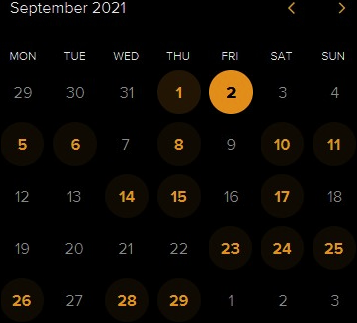 September 2021
MON TUE WED THU FRI SAT SUN
29 30 31 1 2 3 4
5 6 7 8 9 10 11
12 13 14 15 16 17 18
19 20 21 22 23 24 25
26 27 28 29 1 2 3